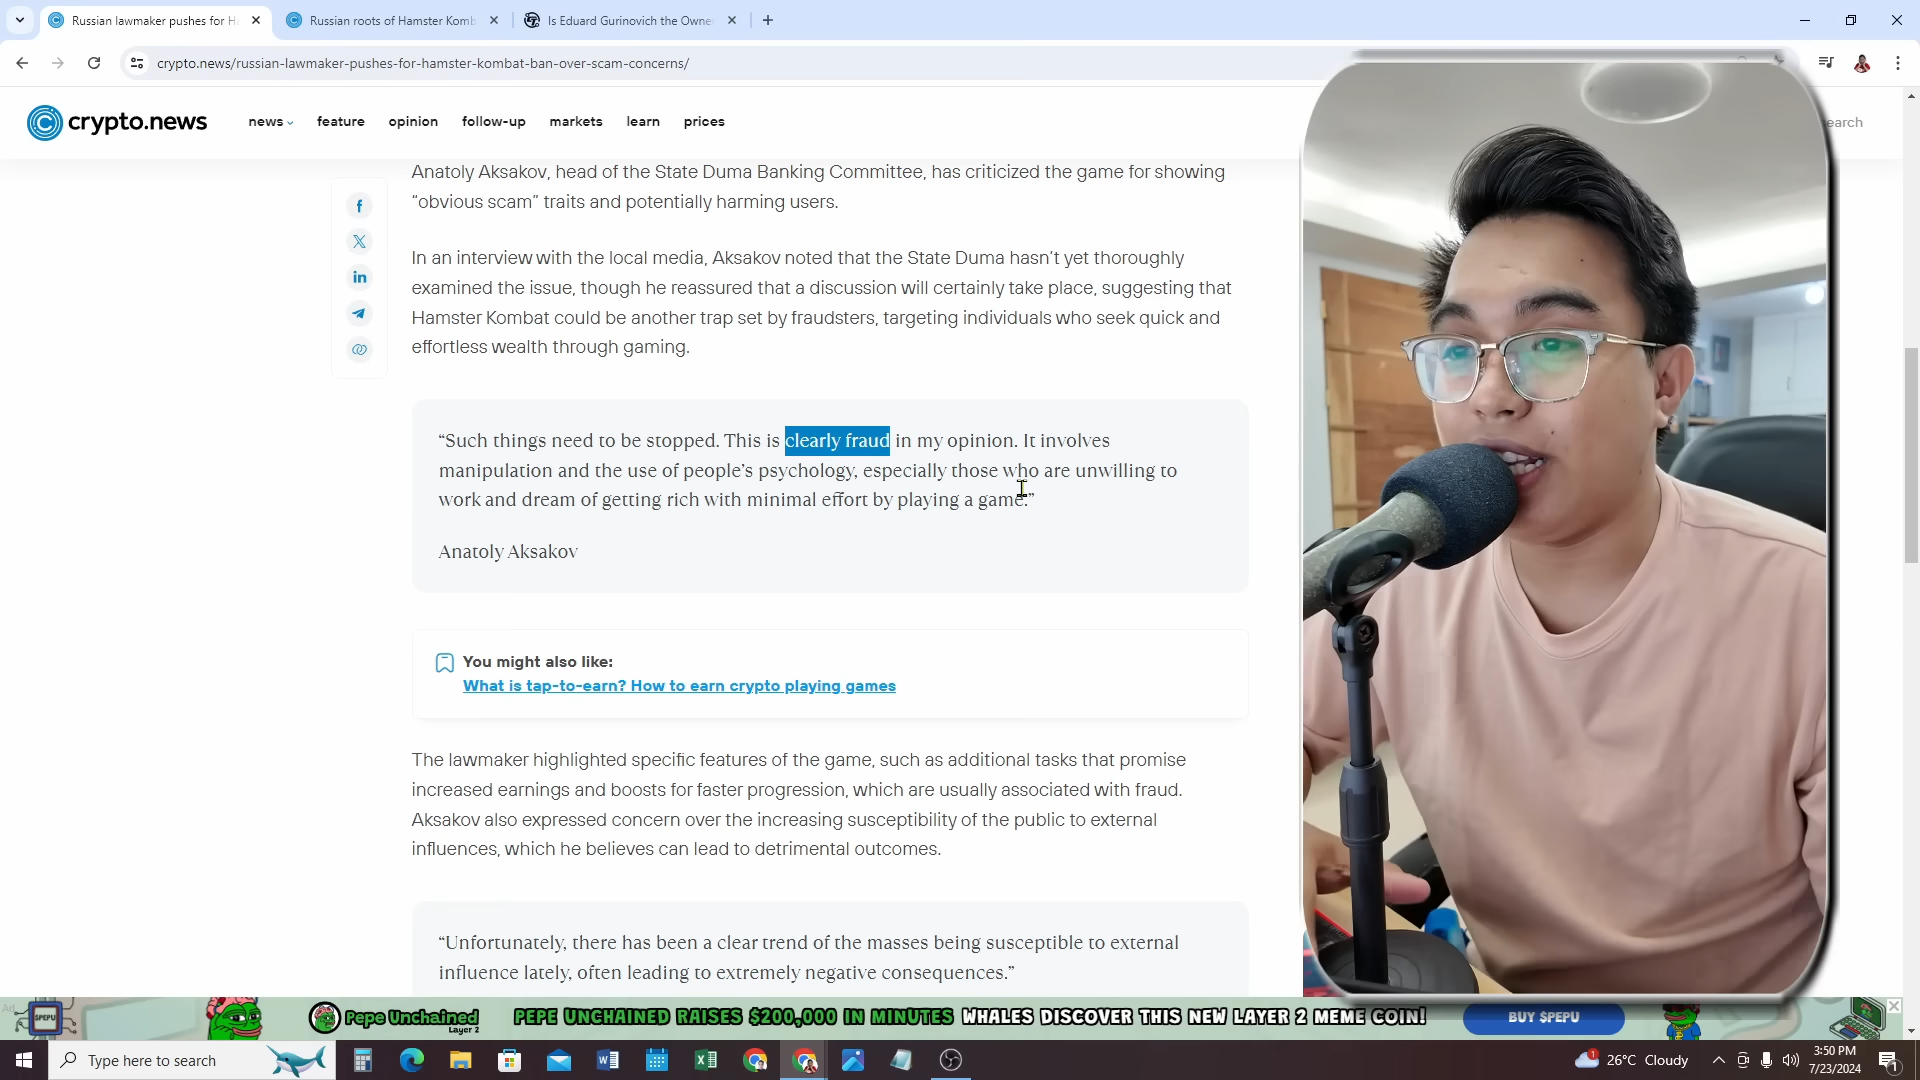 Russian lawmaker pushes for H
Russian roots of Hamster Komb
Is Eduard Gurinovich the Owne
crypto.news/russian-lawmaker-pushes-for-hamster-kombat-ban-over-scam-concerns/
crypto.news
news
feature
opinion
follow-up
markets
learn
prices
earch
Anatoly Aksakov, head of the State Duma Banking Committee, has criticized the game for showing
“obvious scam” traits and potentially harming users.
In an interview with the local media, Aksakov noted that the State Duma hasn’t yet thoroughly
examined the issue, though he reassured that a discussion will certainly take place, suggesting that
Hamster Kombat could be another trap set by fraudsters, targeting individuals who seek quick and
effortless wealth through gaming.
“Such things need to be stopped. This is clearly fraud in my opinion. It involves
manipulation and the use of people’s psychology, especially those who are unwilling to
work and dream of getting rich with minimal effort by playing a game.”
Anatoly Aksakov
You might also like:
What is tap-to-earn? How to earn crypto playing games
The lawmaker highlighted specific features of the game, such as additional tasks that promise
increased earnings and boosts for faster progression, which are usually associated with fraud.
Aksakov also expressed concern over the increasing susceptibility of the public to external
influences, which he believes can lead to detrimental outcomes.
“Unfortunately, there has been a clear trend of the masses being susceptible to external
influence lately, often leading to extremely negative consequences.”
Ad
$PEPU
Pepe Unchained
Layer 2
PEPE UNCHAINED RAISES $200,000 IN MINUTES WHALES DISCOVER THIS NEW LAYER 2 MEME COIN!
BUY $PEPU
Type here to search
1
26°C Cloudy
3:50 PM
7/23/2024
1